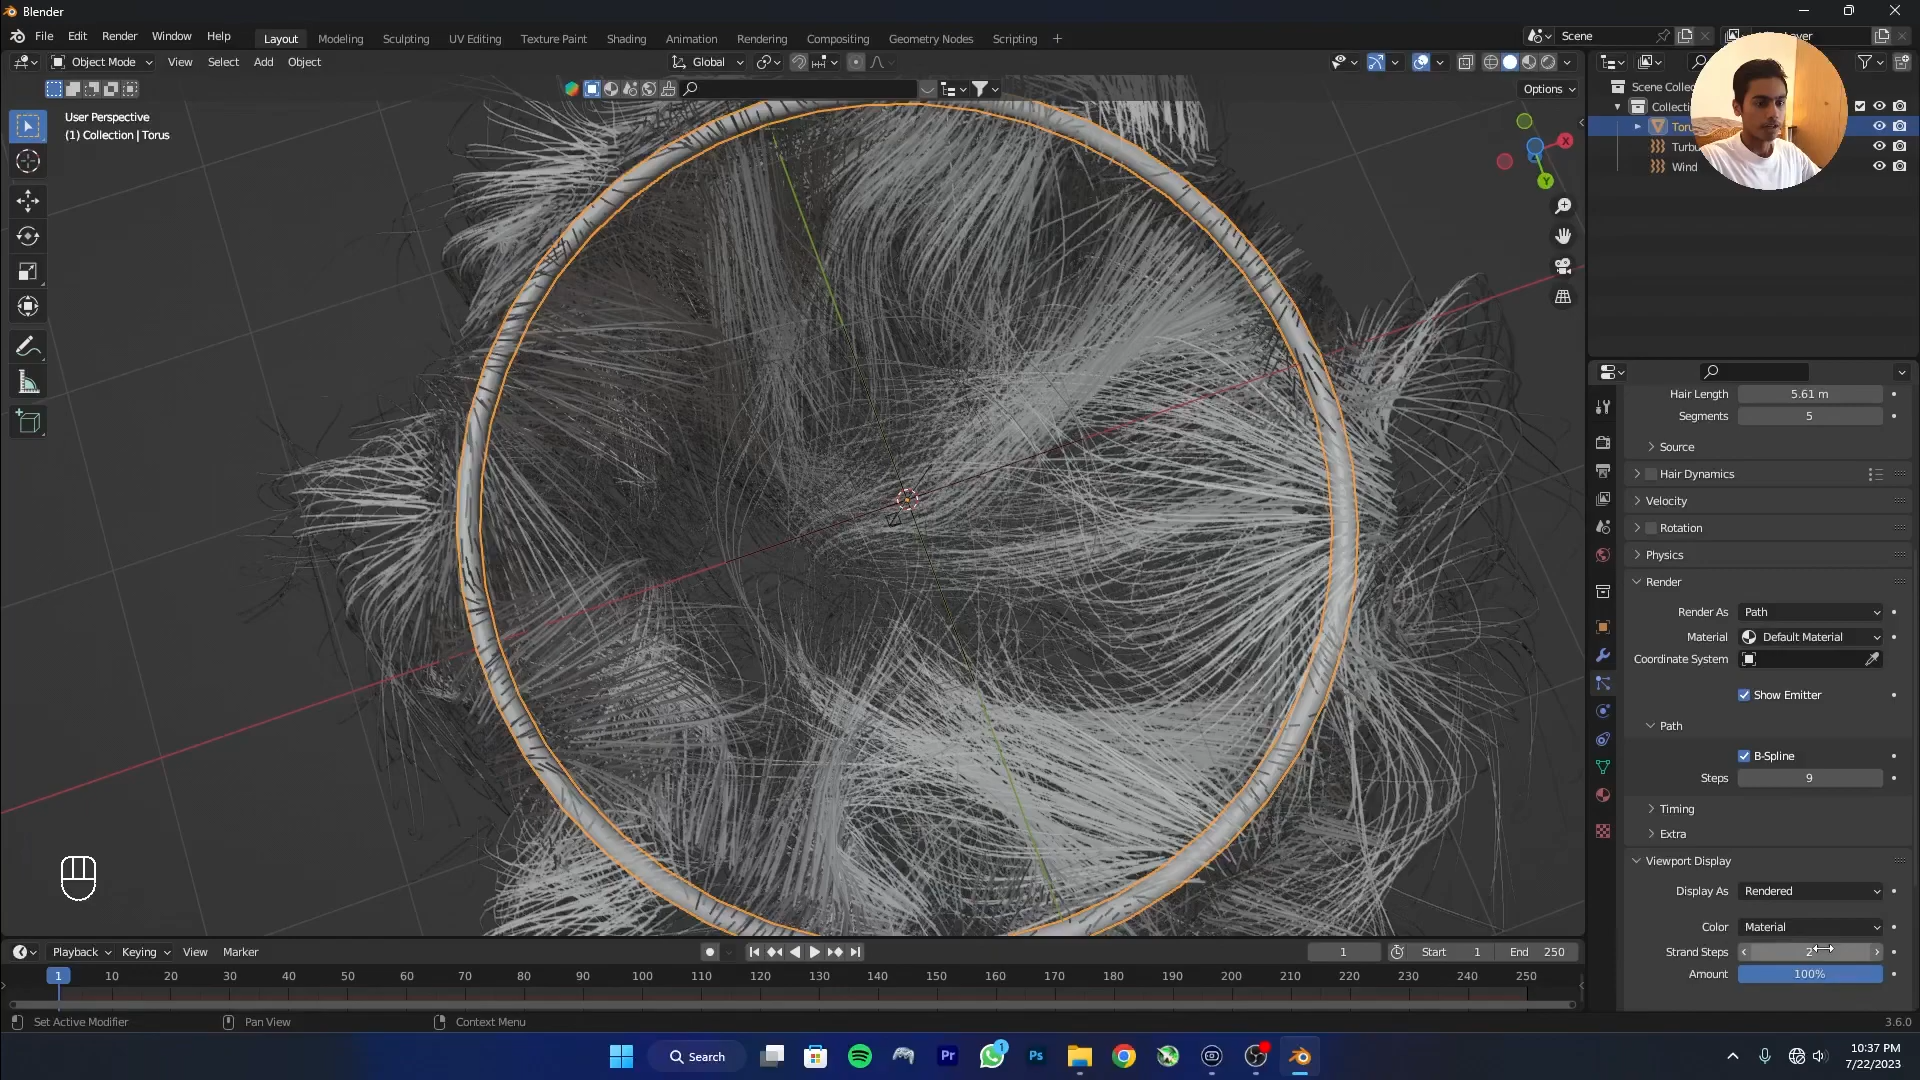 Blender
File Edit Render Window Help
Layout Modeling Sculpting UV Editing Texture Paint Shading Animation Rendering Compositing Geometry Nodes Scripting +
Scene
Layer
Object Mode View Select Add Object
Global
Options
User Perspective
(1) Collection | Torus
X
Y
Scene Collec
Collecti
Toru
Turbu
Wind
Hair Length 5.61 m
Segments 5
Source
Hair Dynamics
Velocity
Rotation
Physics
Render
Render As Path
Material Default Material
Coordinate System
Show Emitter
Path
B-Spline
Steps 9
Timing
Extra
Viewport Display
Display As Rendered
Color Material
Strand Steps 2
Amount 100%
Playback Keying View Marker
1 Start 1 End 250
1 10 20 30 40 50 60 70 80 90 100 110 120 130 140 150 160 170 180 190 200 210 220 230 240 250
Set Active Modifier Pan View Context Menu
3.6.0
Search
Pr
1
Ps
10:37 PM
7/22/2023